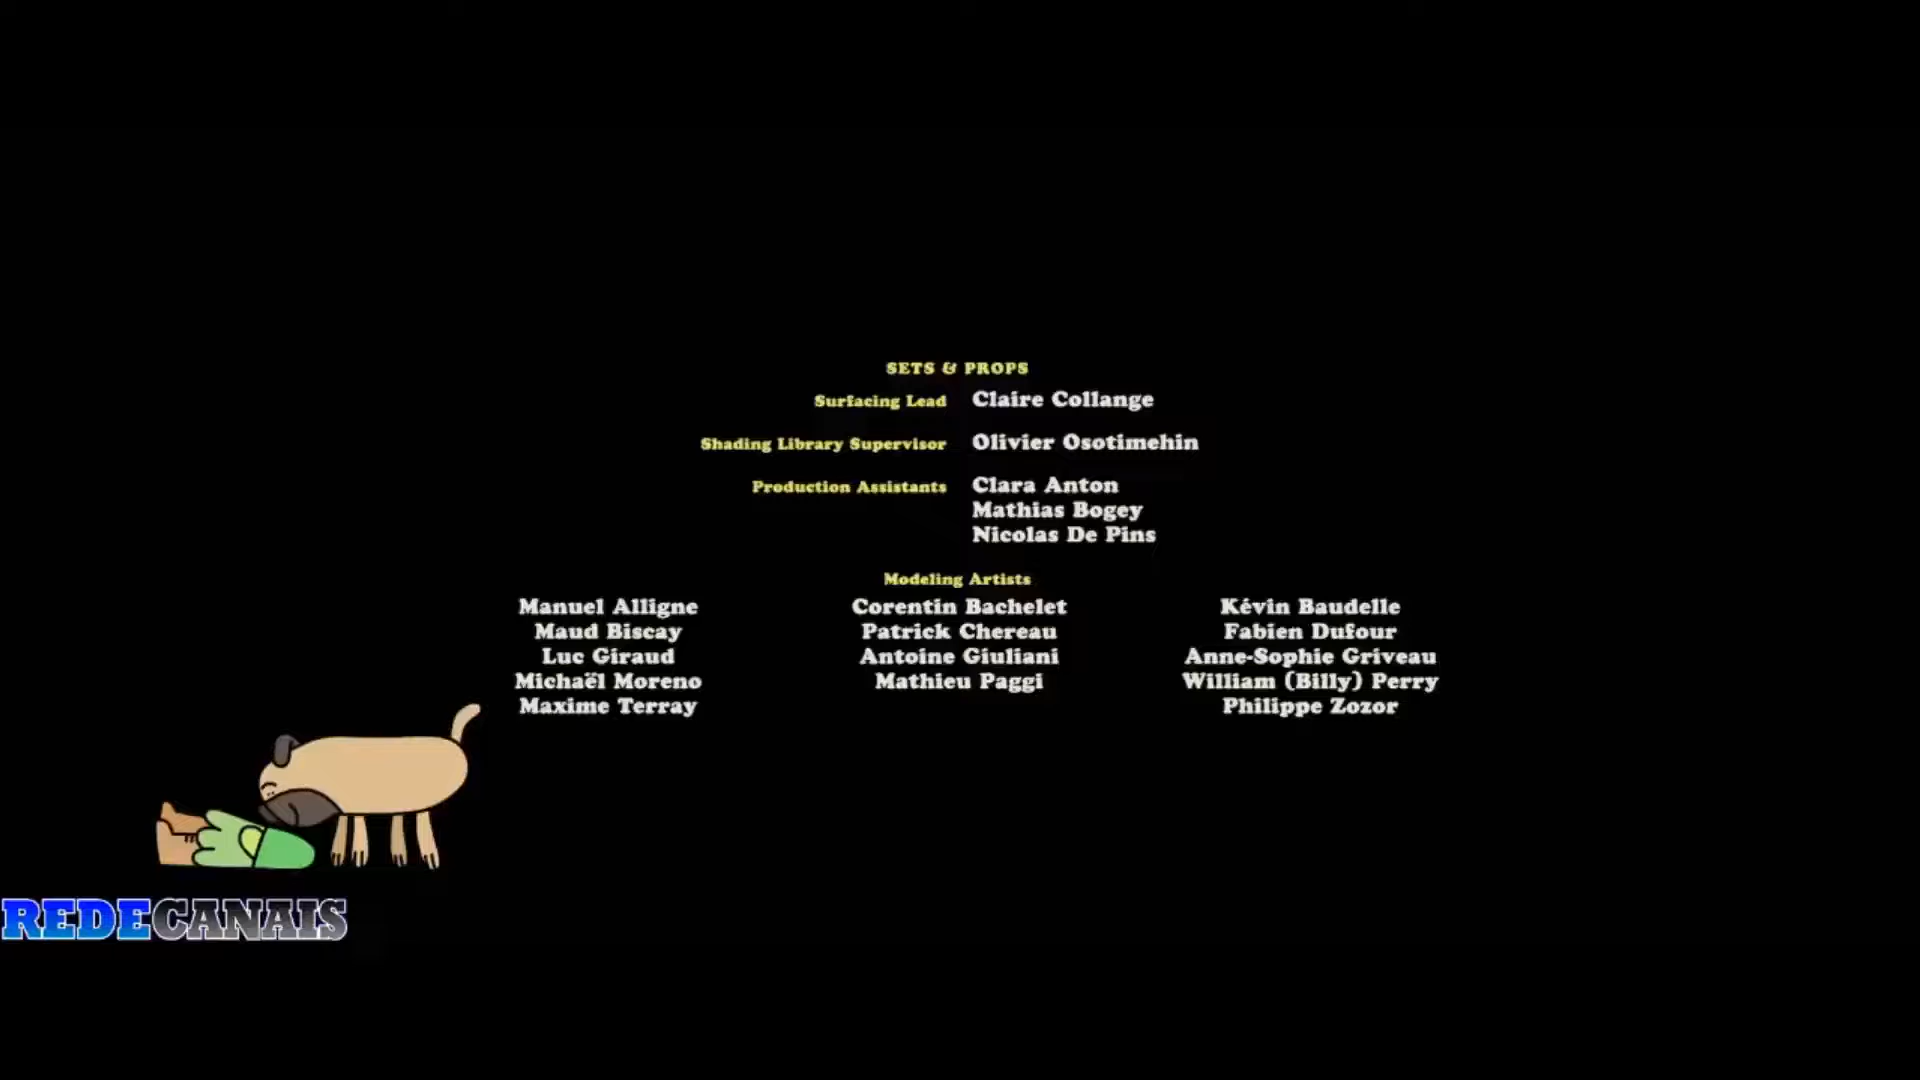 SETS & PROPS
Surfacing Lead Claire Collange
Shading Library Supervisor Olivier Osotimehin
Production Assistants Clara Anton
Mathias Bogey
Nicolas De Pins
Modeling Artists
Manuel Alligne Corentin Bachelet Kévin Baudelle
Maud Biscay Patrick Chereau Fabien Dufour
Luc Giraud Antoine Giuliani Anne-Sophie Griveau
Michaël Moreno Mathieu Paggi William (Billy) Perry
Maxime Terray Philippe Zozor
REDECANAIS